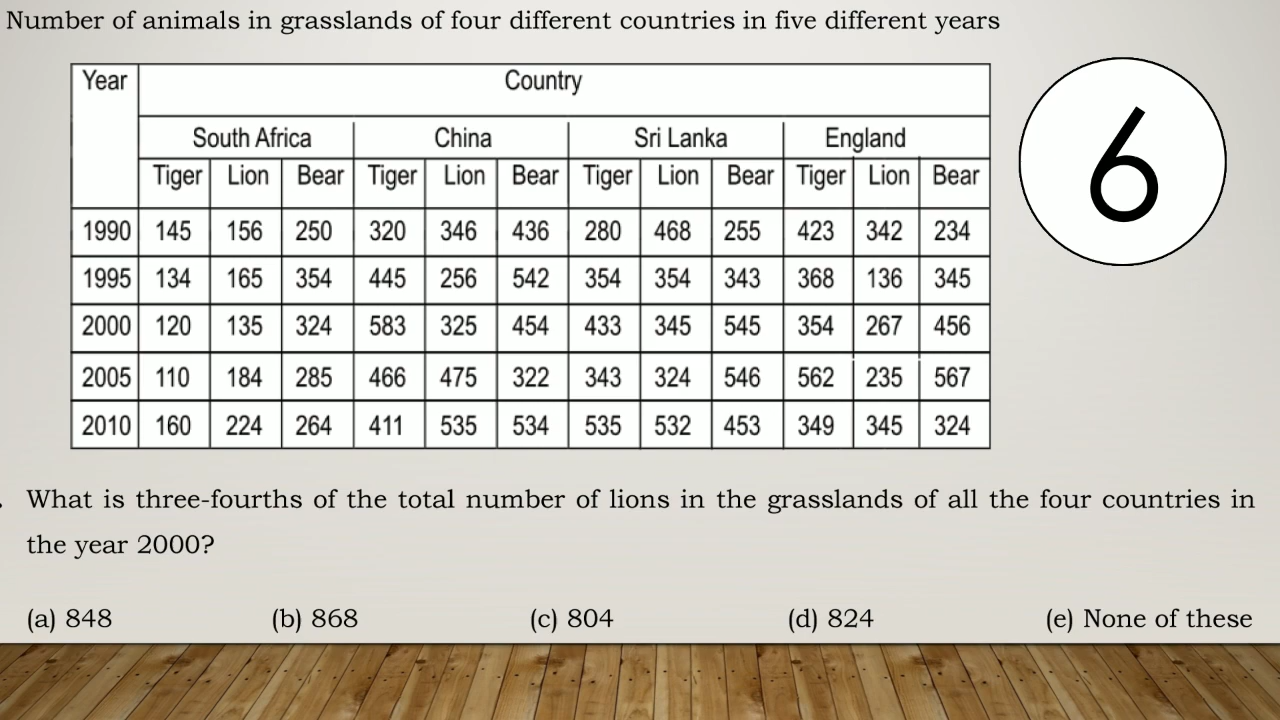 Number of animals in grasslands of four different countries in five different years
Year Country
South Africa China Sri Lanka England
Tiger Lion Bear Tiger Lion Bear Tiger Lion Bear Tiger Lion Bear
1990 145 156 250 320 346 436 280 468 255 423 342 234
1995 134 165 354 445 256 542 354 354 343 368 136 345
2000 120 135 324 583 325 454 433 345 545 354 267 456
2005 110 184 285 466 475 322 343 324 546 562 235 567
2010 160 224 264 411 535 534 535 532 453 349 345 324
6
. What is three-fourths of the total number of lions in the grasslands of all the four countries in
the year 2000?
(a) 848 (b) 868 (c) 804 (d) 824 (e) None of these